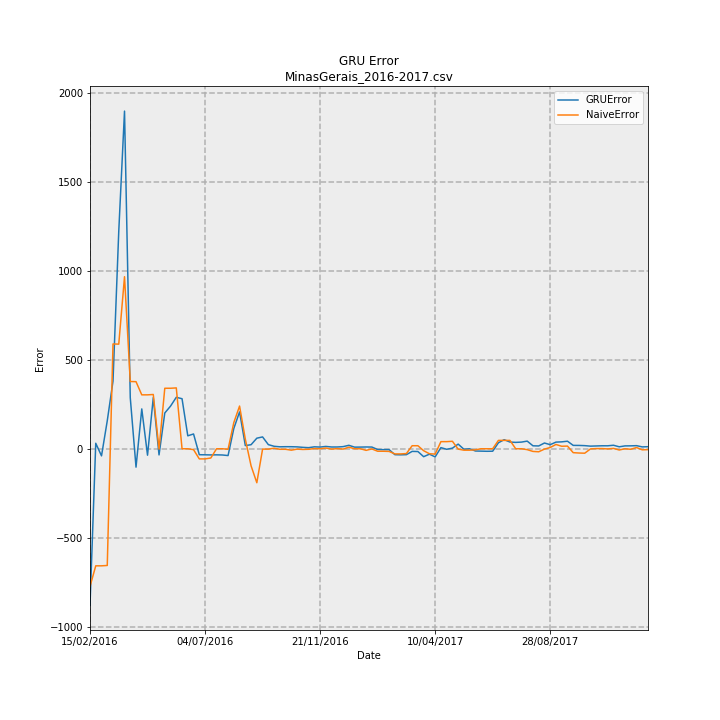 GRU Error
MinasGerais_2016-2017.csv
GRUError
NaiveError
2000
1500
1000
500
0
−500
−1000
Error
15/02/2016 04/07/2016 21/11/2016 10/04/2017 28/08/2017
Date